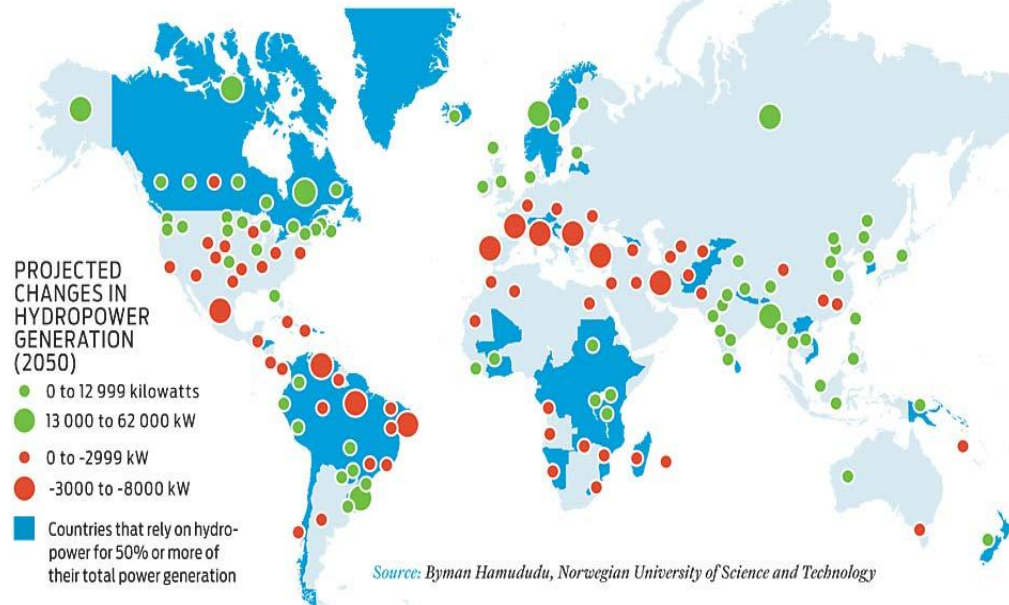 PROJECTED
CHANGES IN
HYDROPOWER
GENERATION
(2050)
0 to 12 999 kilowatts
13 000 to 62 000 kW
0 to -2999 kW
-3000 to -8000 kW
Countries that rely on hydro-
power for 50% or more of
their total power generation
Source: Byman Hamududu, Norwegian University of Science and Technology